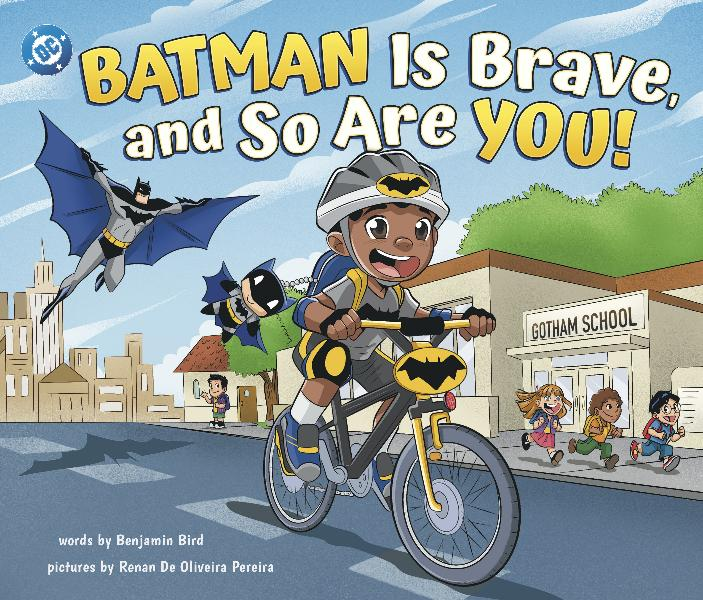 DC
BATMAN Is Brave,
and So Are YOU!
GOTHAM SCHOOL
words by Benjamin Bird
pictures by Renan De Oliveira Pereira